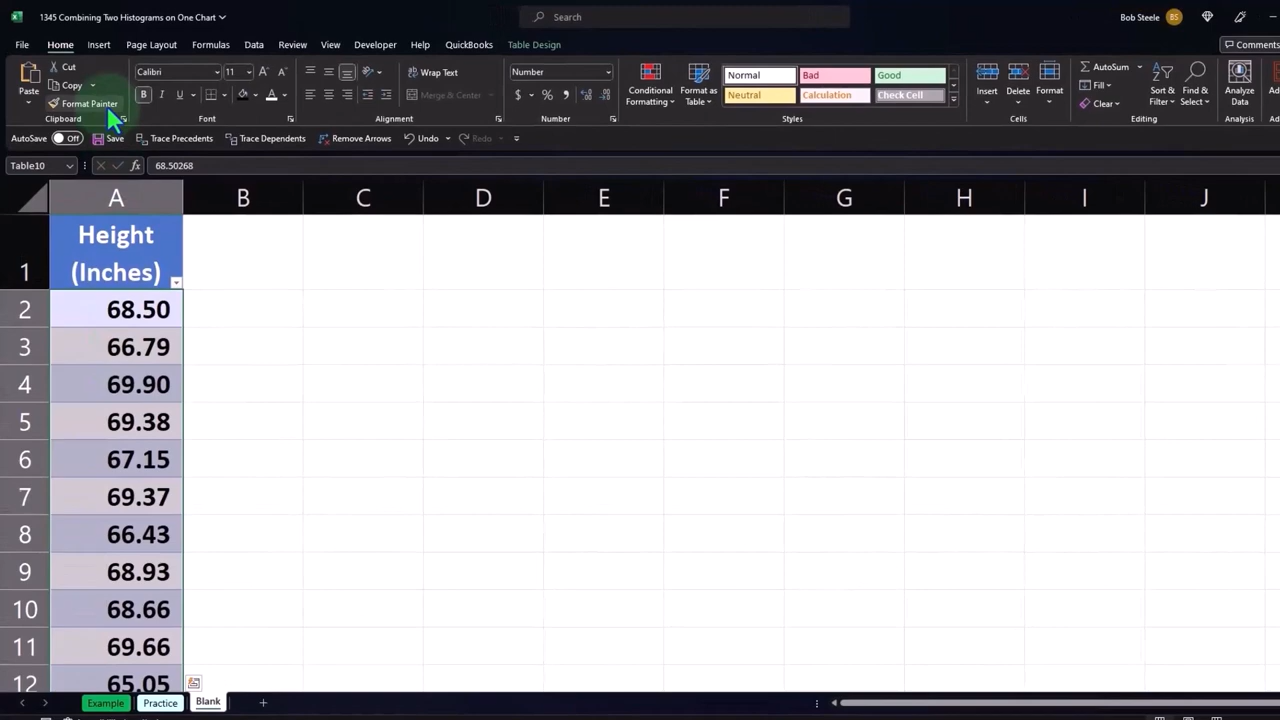 1345 Combining Two Histograms on One Chart
Search
Bob Steele
BS
File Home Insert Page Layout Formulas Data Review View Developer Help QuickBooks Table Design
Comments
Paste
Cut
Copy
Format Painter
Clipboard
Calibri 11
B I U A
Font
Wrap Text
Merge & Center
Alignment
Number
$ % ,
Number
Conditional Formatting
Format as Table
Normal Bad Good
Neutral Calculation Check Cell
Styles
Insert Delete Format
Cells
AutoSum
Fill
Clear
Sort & Filter
Find & Select
Editing
Analyze Data
Analysis
AutoSave Off Save Trace Precedents Trace Dependents Remove Arrows Undo Redo
Table10 fx 68.50268
A B C D E F G H I J
1 Height (Inches)
2 68.50
3 66.79
4 69.90
5 69.38
6 67.15
7 69.37
8 66.43
9 68.93
10 68.66
11 69.66
12 65.05
Example Practice Blank +